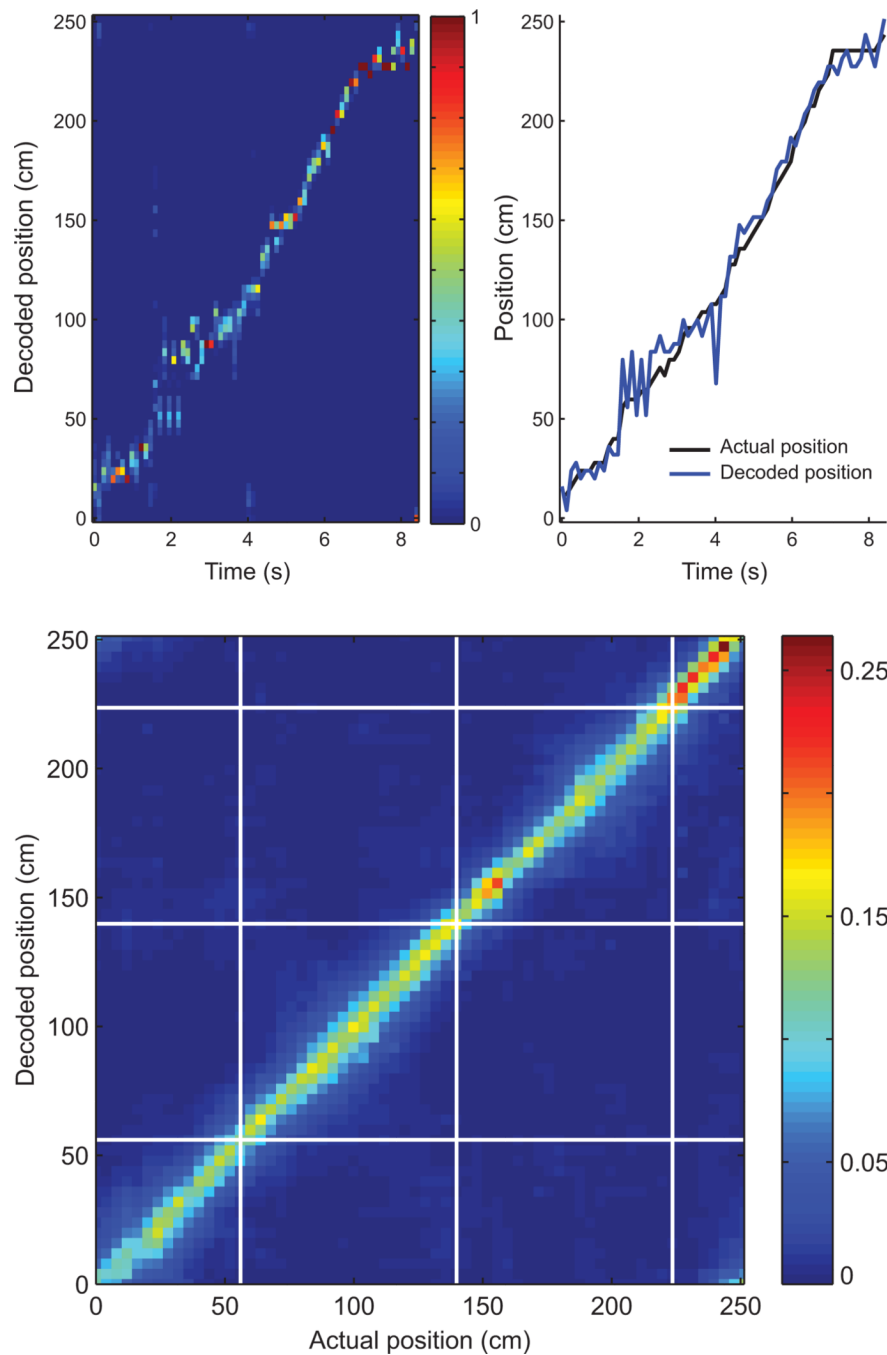 250
200
150
100
50
0
Decoded position (cm)
0 2 4 6 8
Time (s)
1
0
250
200
150
100
50
0
Position (cm)
Actual position
Decoded position
0 2 4 6 8
Time (s)
250
200
150
100
50
0
Decoded position (cm)
0 50 100 150 200 250
Actual position (cm)
0.25
0.15
0.05
0